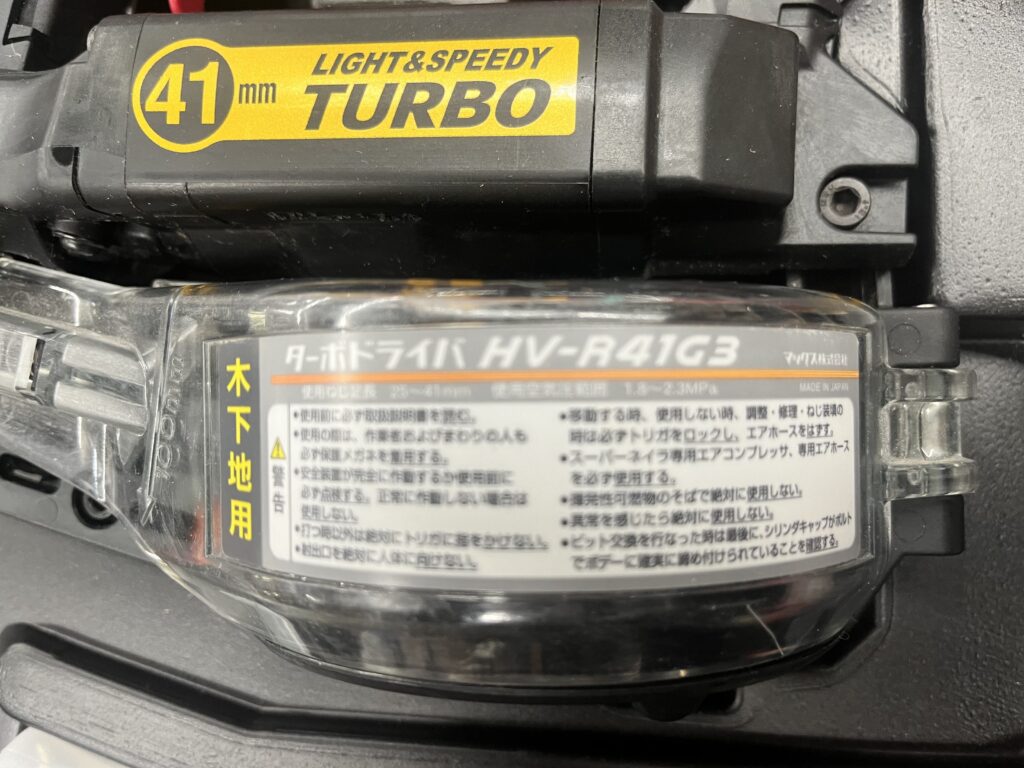 41mm
LIGHT&SPEEDY
TURBO
木下地用
ターボドライバ HV-R41G3
マックス株式会社
使用ねじ足長 25〜41mm 使用空気圧範囲 1.8〜2.3MPa
MADE IN JAPAN
警告
•使用前に必ず取扱説明書を読む。
•使用の際は、作業者およびまわりの人も
必ず保護メガネを着用する。
•安全装置が完全に作動するか使用前に
必ず点検する。正常に作動しない場合は
使用しない。
•打つ時以外は絶対にトリガに指をかけない。
•射出口を絶対に人体に向けない。
•移動する時、使用しない時、調整・修理・ねじ装填の
時は必ずトリガをロックし、エアホースをはずす。
•スーパーネイラ専用エアコンプレッサ、専用エアホース
を必ず使用する。
•爆発性可燃物のそばで絶対に使用しない。
•異常を感じたら絶対に使用しない。
•ビット交換を行なった時は最後に、シリンダキャップがボルト
でボデーに確実に締め付けられていることを確認する。